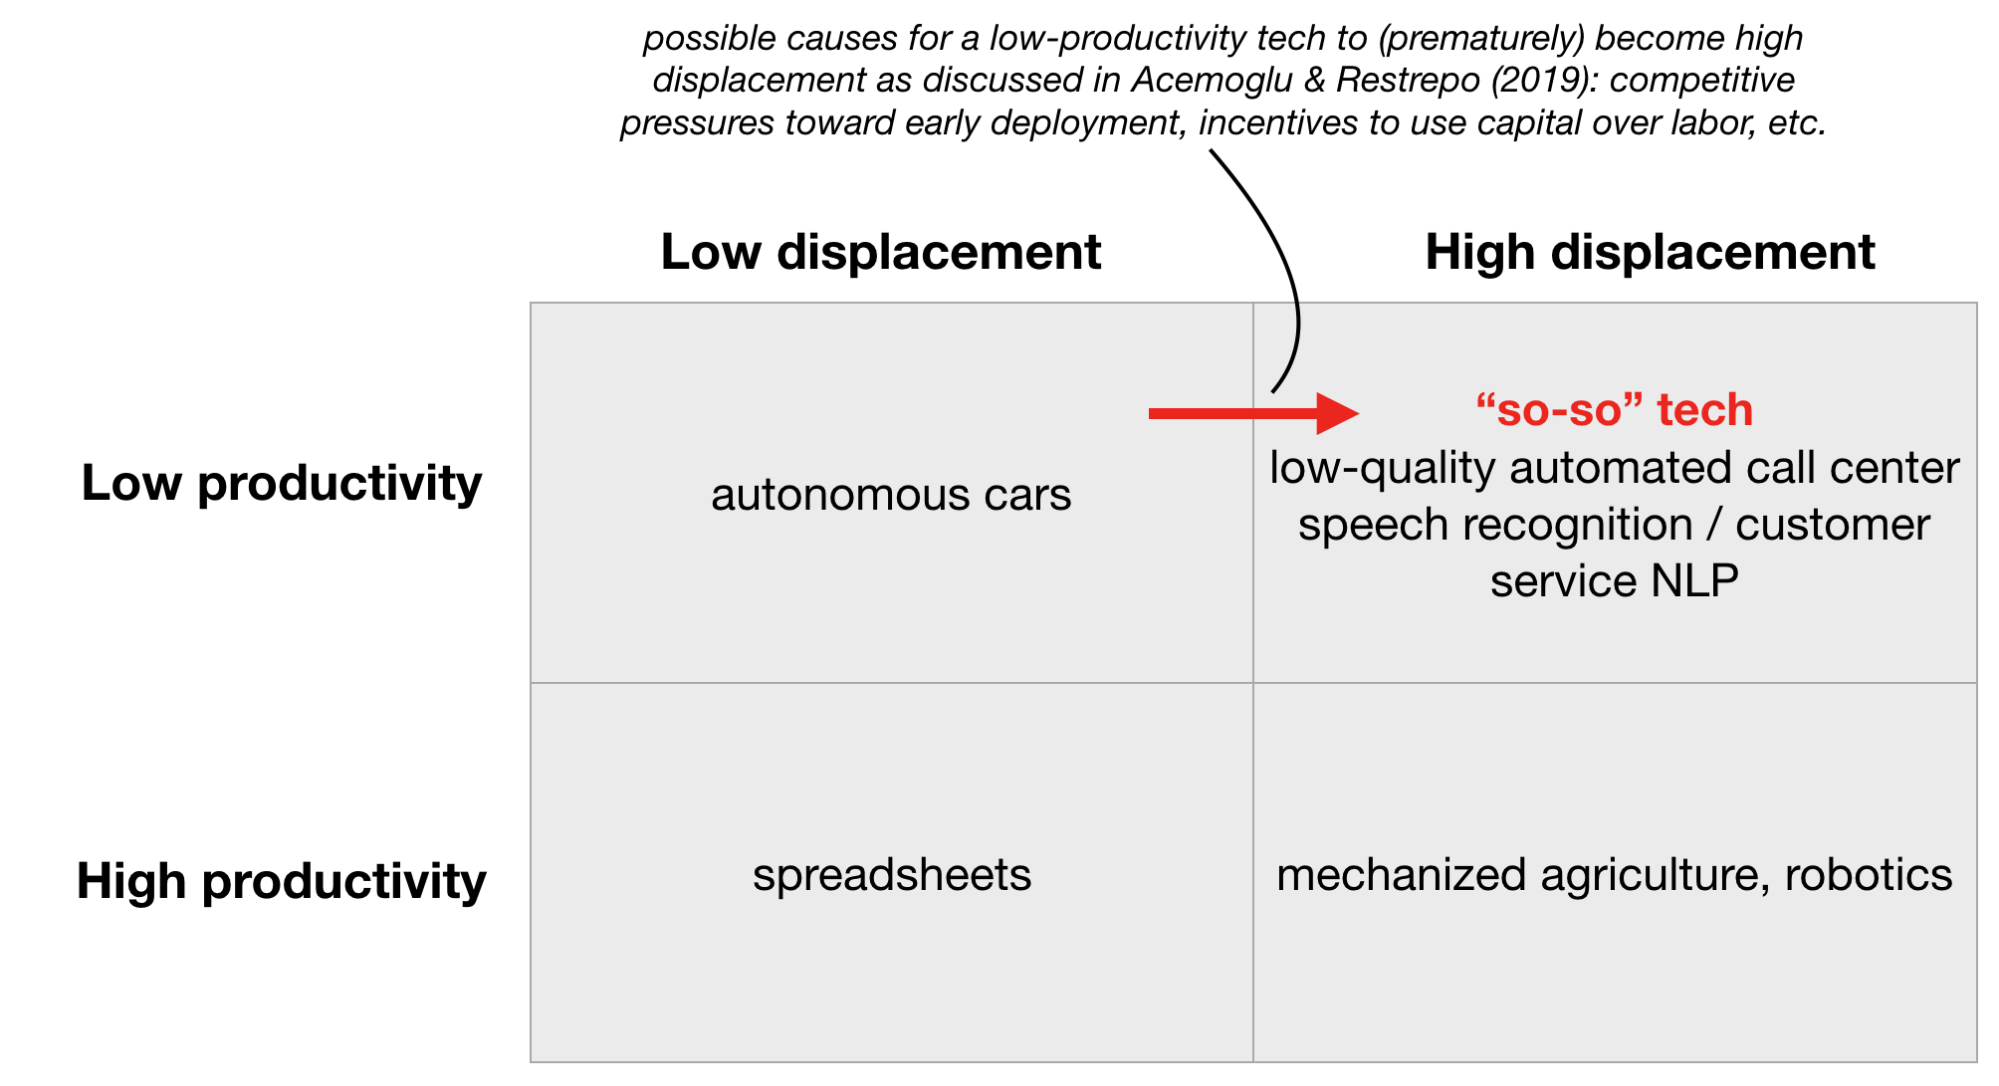 possible causes for a low-productivity tech to (prematurely) become high
displacement as discussed in Acemoglu & Restrepo (2019): competitive
pressures toward early deployment, incentives to use capital over labor, etc.
Low displacement
High displacement
Low productivity
autonomous cars
“so-so” tech
low-quality automated call center
speech recognition / customer
service NLP
High productivity
spreadsheets
mechanized agriculture, robotics